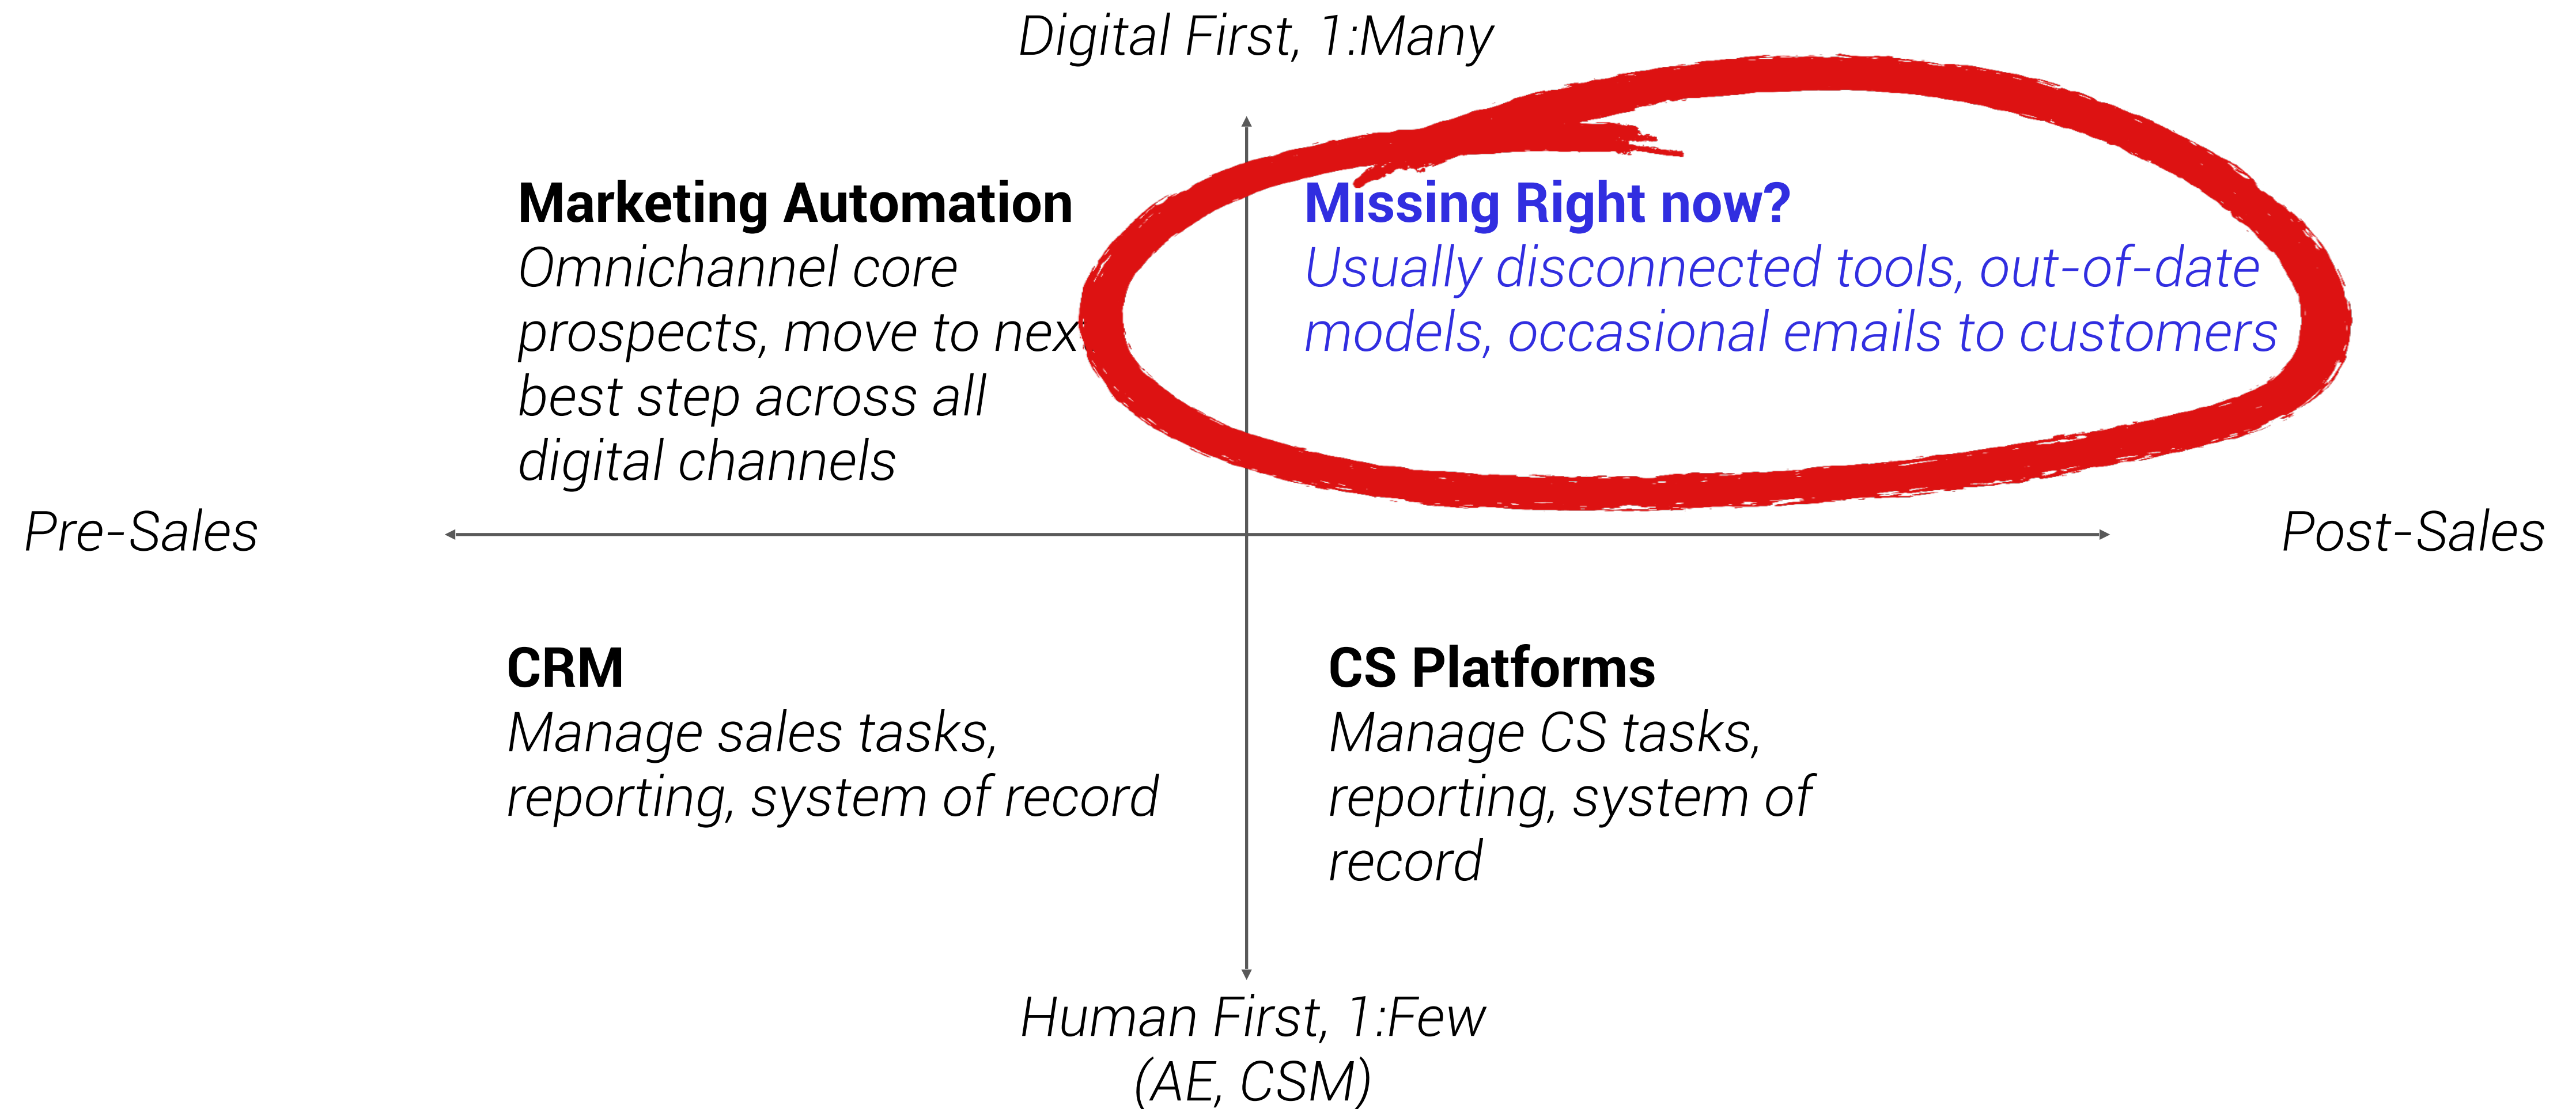 Digital First, 1:Many
Marketing Automation
Omnichannel core
prospects, move to nex
best step across all
digital channels
Missing Right now?
Usually disconnected tools, out-of-date
models, occasional emails to customers
Pre-Sales
Post-Sales
CRM
Manage sales tasks,
reporting, system of record
CS Platforms
Manage CS tasks,
reporting, system of
record
Human First, 1:Few
(AE, CSM)